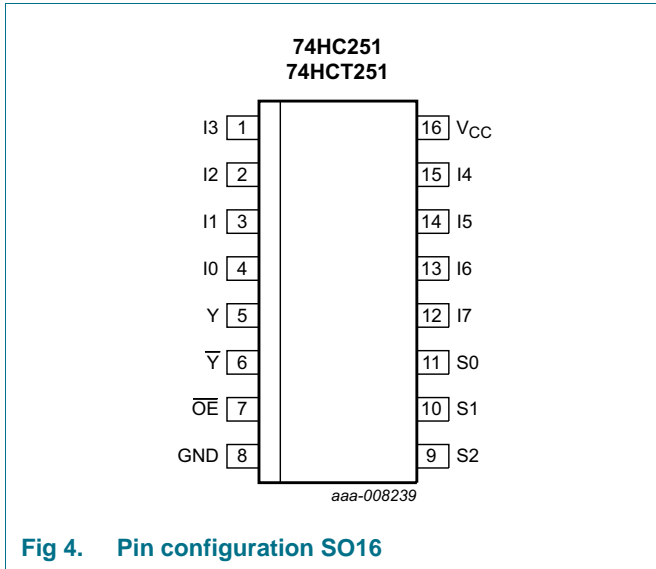 74HC251
74HCT251
I3 1 16 VCC
I2 2 15 I4
I1 3 14 I5
I0 4 13 I6
Y 5 12 I7
Y̅ 6 11 S0
O̅E̅ 7 10 S1
GND 8 9 S2
aaa-008239
Fig 4. Pin configuration SO16